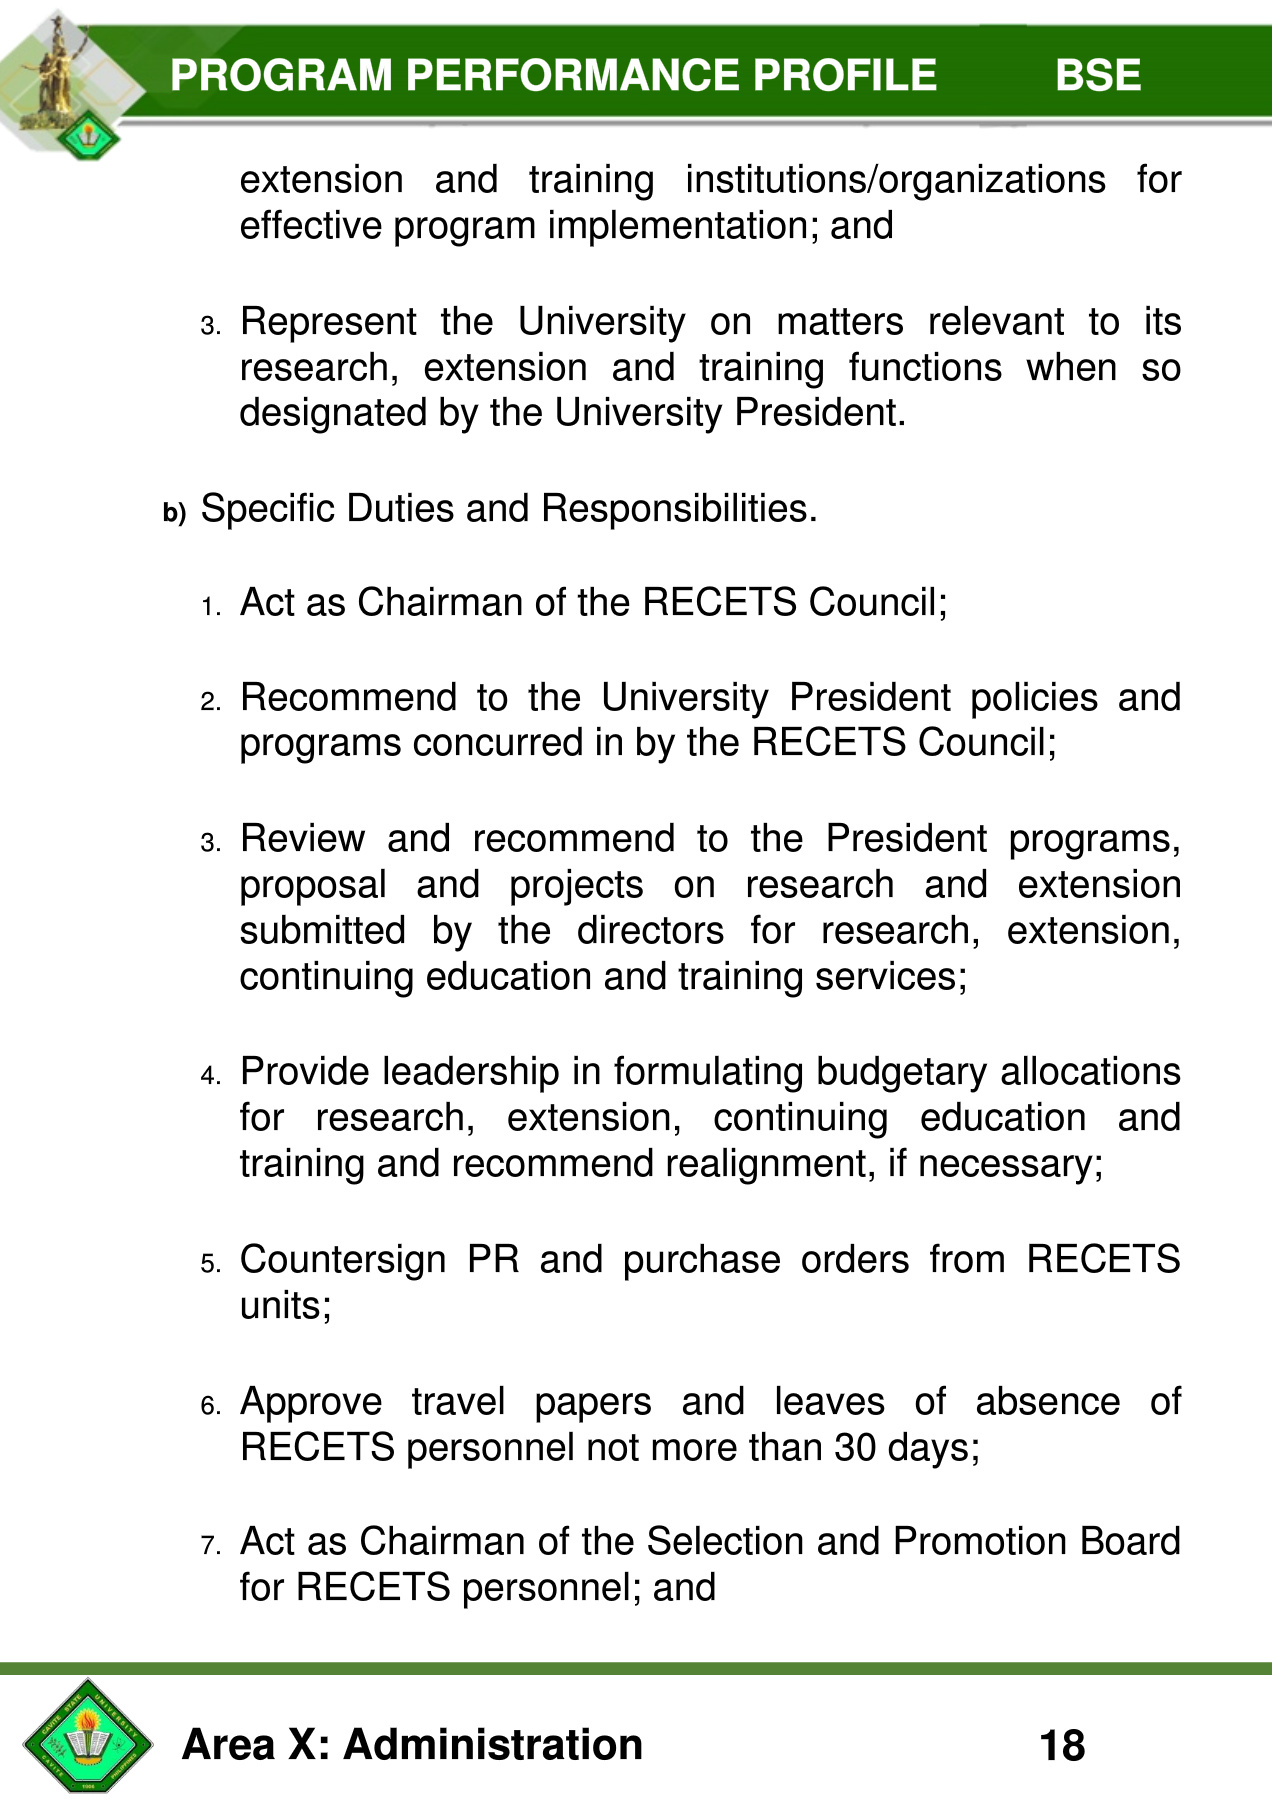 PROGRAM PERFORMANCE PROFILE BSE
extension and training institutions/organizations for
effective program implementation; and
3. Represent the University on matters relevant to its
research, extension and training functions when so
designated by the University President.
b) Specific Duties and Responsibilities.
1. Act as Chairman of the RECETS Council;
2. Recommend to the University President policies and
programs concurred in by the RECETS Council;
3. Review and recommend to the President programs,
proposal and projects on research and extension
submitted by the directors for research, extension,
continuing education and training services;
4. Provide leadership in formulating budgetary allocations
for research, extension, continuing education and
training and recommend realignment, if necessary;
5. Countersign PR and purchase orders from RECETS
units;
6. Approve travel papers and leaves of absence of
RECETS personnel not more than 30 days;
7. Act as Chairman of the Selection and Promotion Board
for RECETS personnel; and
CAVITE STATE UNIVERSITY
CAVITE PHILIPPINES
1906
Area X: Administration 18